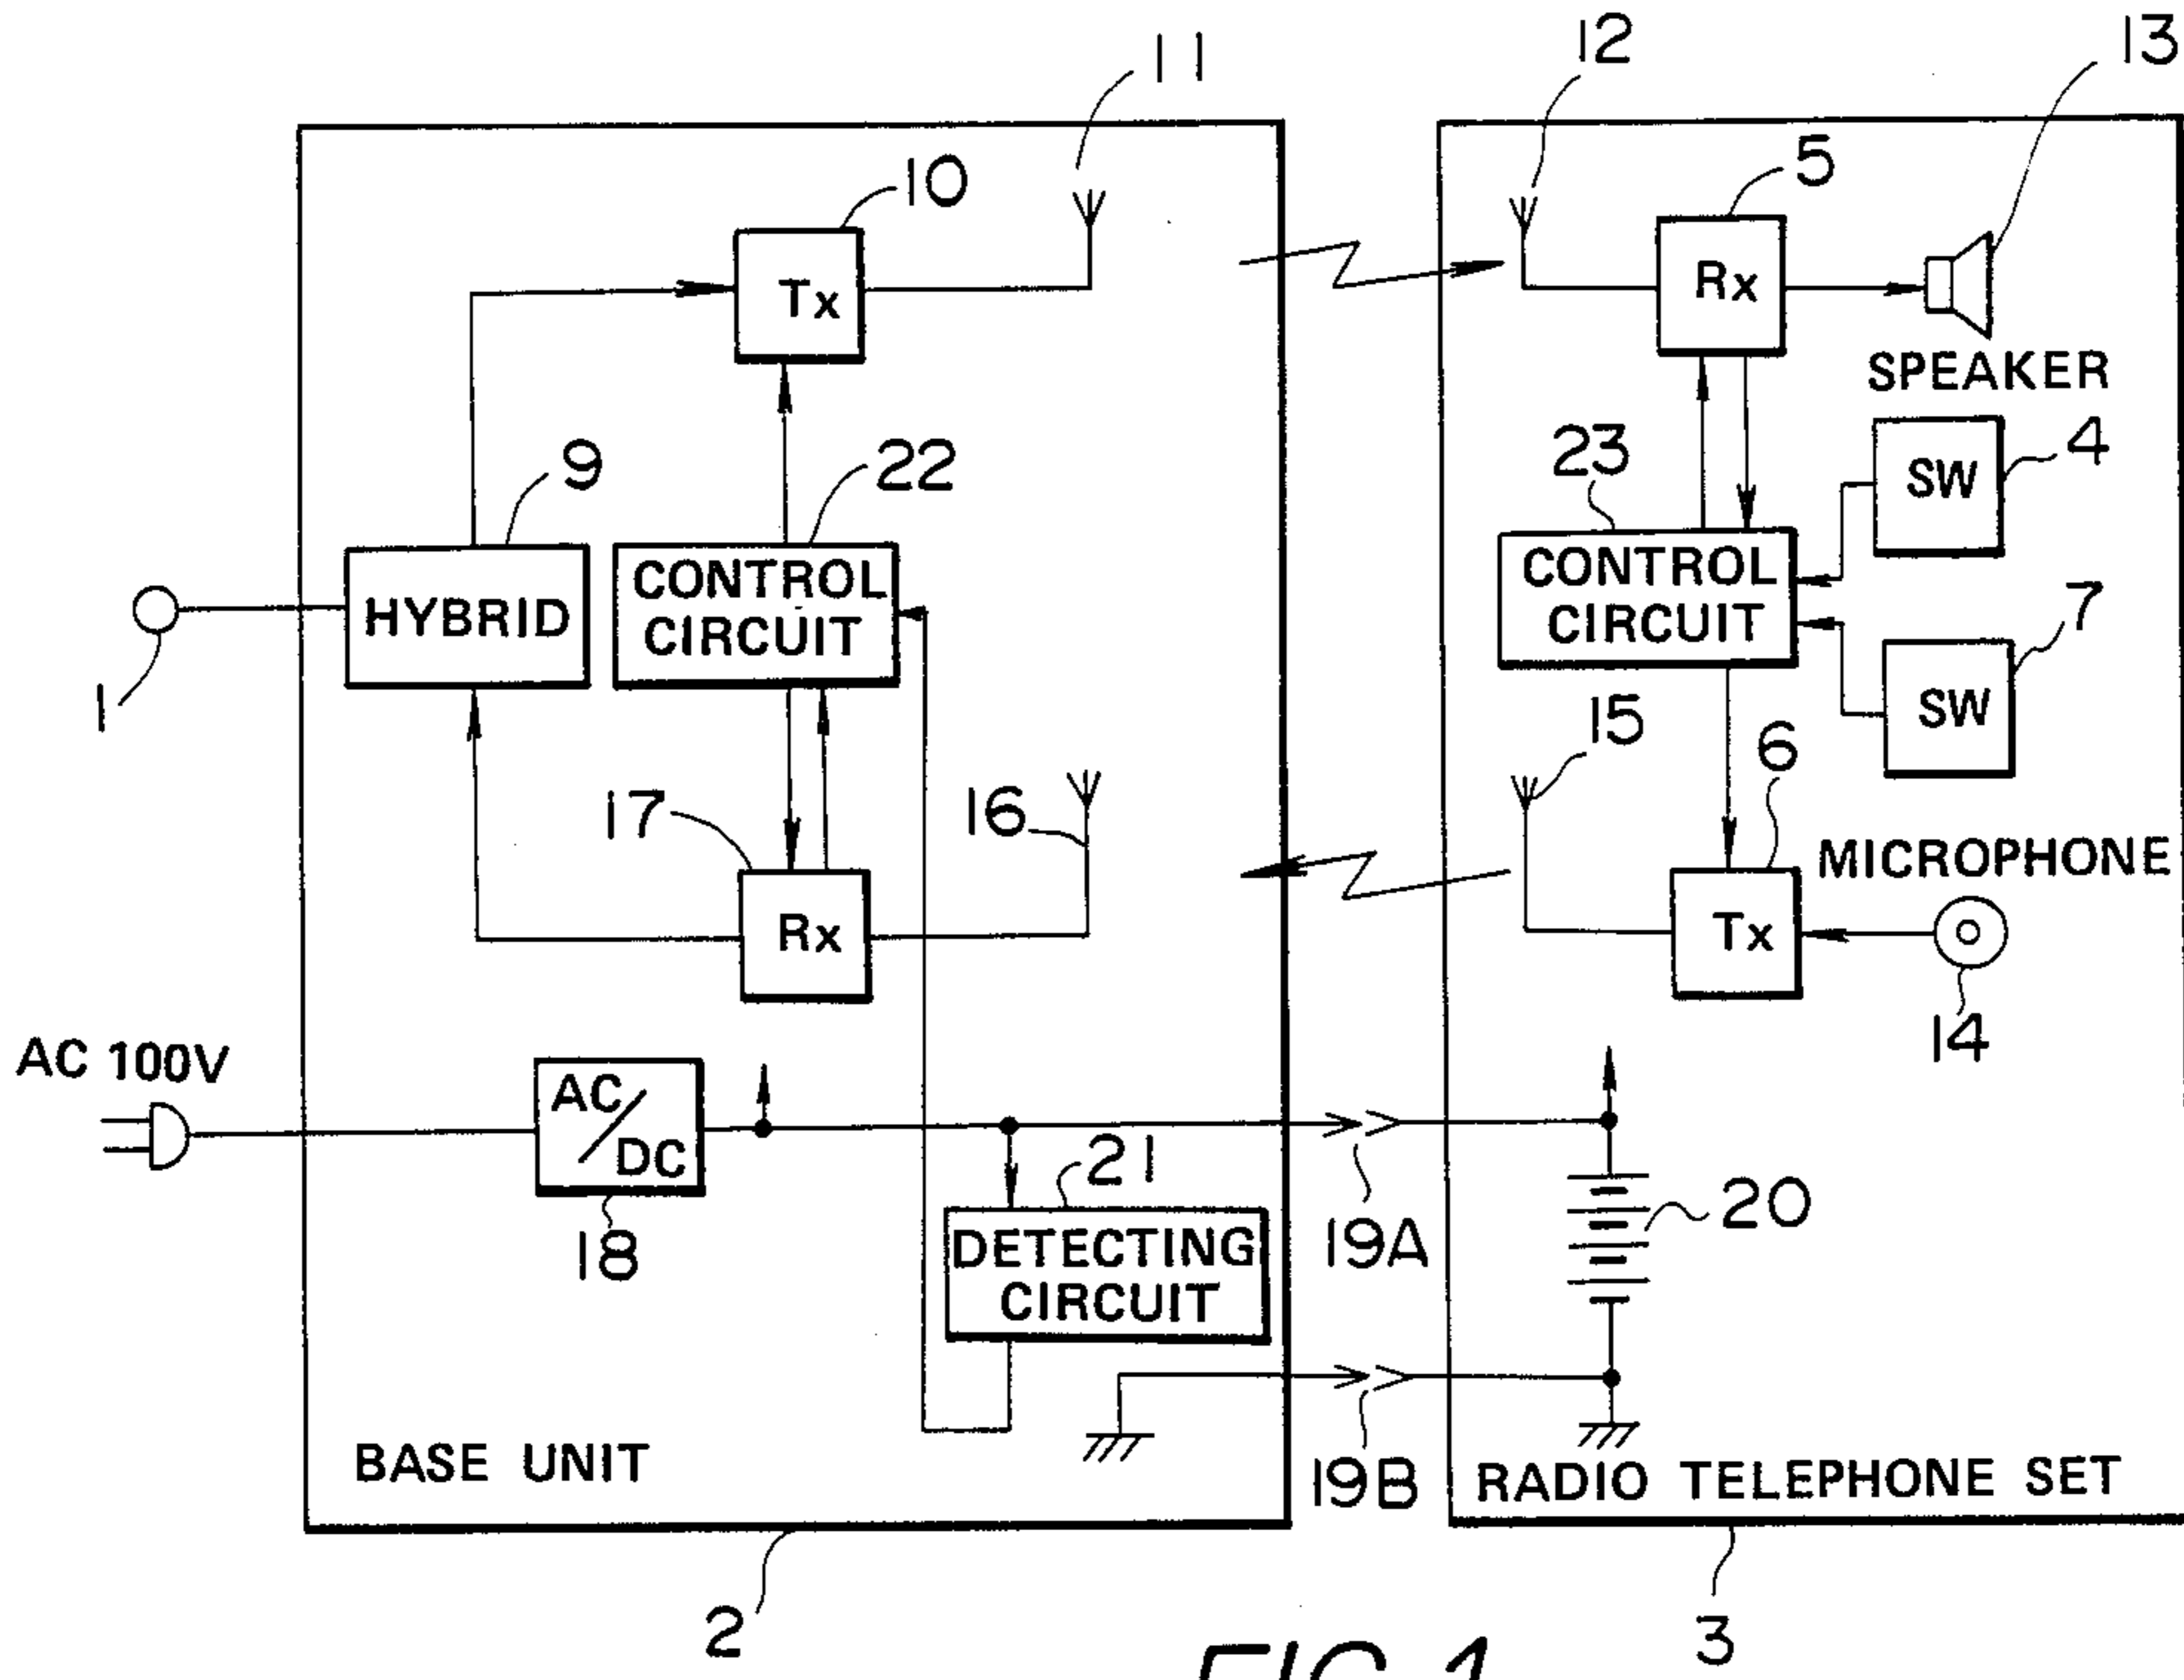 11
12
13
10
5
Tx
Rx
SPEAKER
9
22
23
4
SW
HYBRID
CONTROL
CIRCUIT
CONTROL
CIRCUIT
7
SW
1
17
16
15
6
MICROPHONE
Rx
Tx
14
AC 100V
AC/DC
18
21
DETECTING
CIRCUIT
19A
20
BASE UNIT
19B
RADIO TELEPHONE SET
2
3
FIG.1